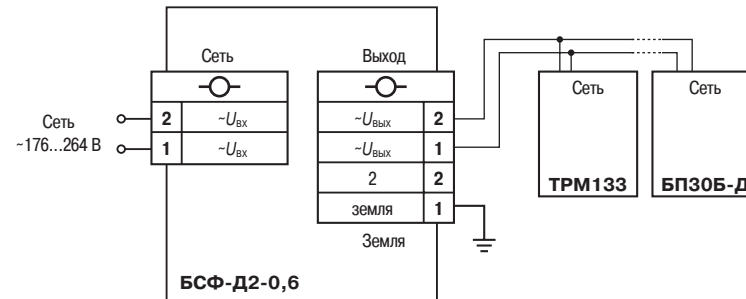 Сеть
Выход
Сеть
~176...264 В
2 ~Uвх
1 ~Uвх
~Uвых 2
~Uвых 1
2 2
земля 1
Земля
БСФ-Д2-0,6
Сеть
ТРМ133
Сеть
БП30Б-Д